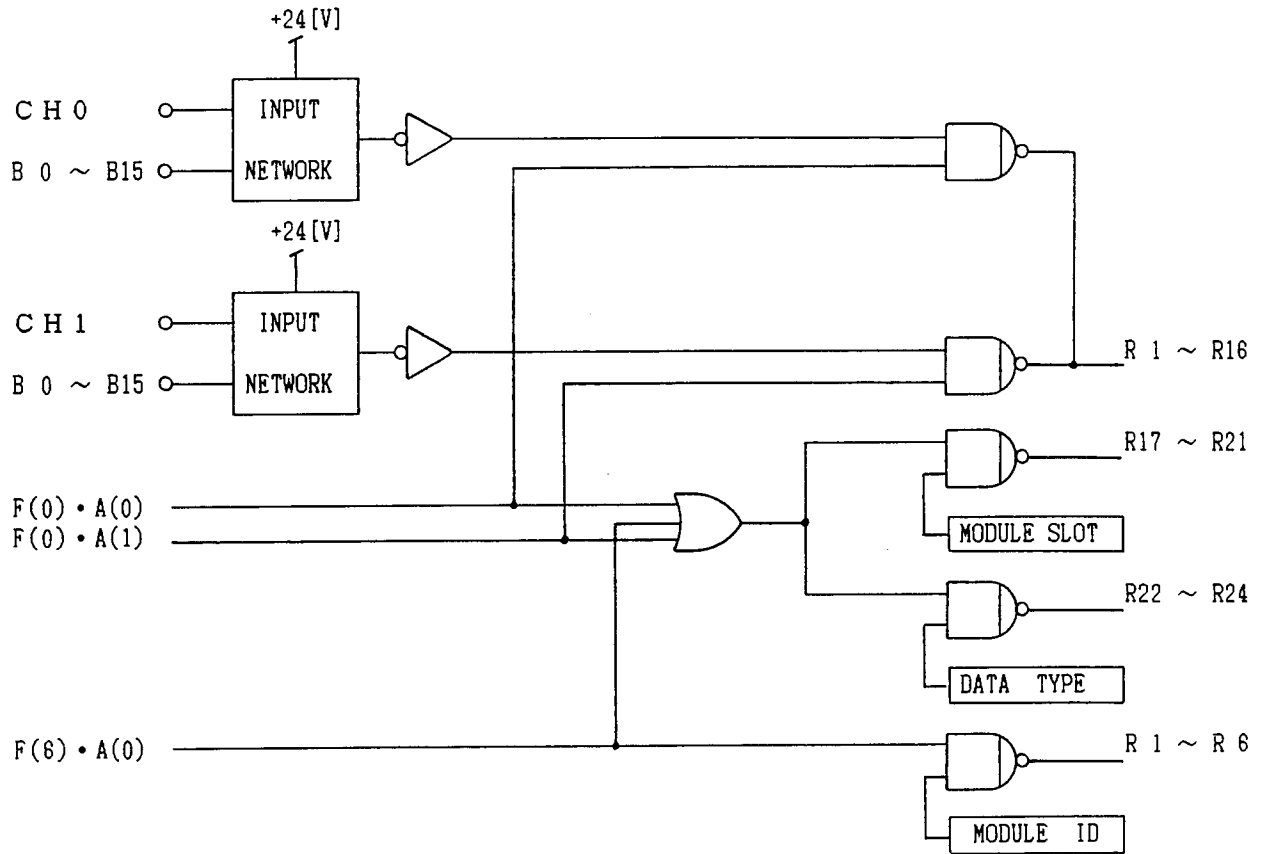 +24[V]
CH0
INPUT
B 0 ~ B15
NETWORK
+24[V]
CH1
INPUT
B 0 ~ B15
NETWORK
R 1 ~ R16
R17 ~ R21
F(0)・A(0)
F(0)・A(1)
MODULE SLOT
R22 ~ R24
DATA TYPE
F(6)・A(0)
R 1 ~ R 6
MODULE ID